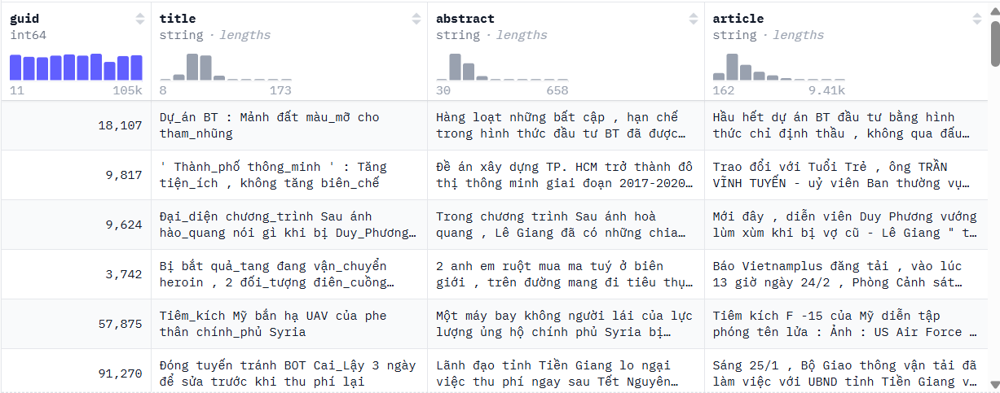 guid title abstract article
int64 string · lengths string · lengths string · lengths
11 105k 8 173 30 658 162 9.41k
18,107
Dự_án BT : Mảnh đất màu_mỡ cho
tham_nhũng
Hàng loạt những bất cập , hạn chế
trong hình thức đầu tư BT đã được…
Hầu hết dự án BT đầu tư bằng hình
thức chỉ định thầu , không qua đấu…
9,817
' Thành_phố thông_minh ' : Tăng
tiện_ích , không tăng biên_chế
Đề án xây dựng TP. HCM trở thành đô
thị thông minh giai đoạn 2017-2020…
Trao đổi với Tuổi Trẻ , ông TRẦN
VĨNH TUYẾN - uỷ viên Ban thường vụ…
9,624
Đại_diện chương_trình Sau ánh
hào_quang nói gì khi bị Duy_Phương…
Trong chương trình Sau ánh hoà
quang , Lê Giang đã có những chia…
Mới đây , diễn viên Duy Phương vướng
lùm xùm khi bị vợ cũ - Lê Giang " t…
3,742
Bị bắt quả_tang đang vận_chuyển
heroin , 2 đối_tượng điên_cuồng…
2 anh em ruột mua ma tuý ở biên
giới , trên đường mang đi tiêu thụ…
Báo Vietnamplus đăng tải , vào lúc
13 giờ ngày 24/2 , Phòng Cảnh sát…
57,875
Tiêm_kích Mỹ bắn hạ UAV của phe
thân chính_phủ Syria
Một máy bay không người lái của lực
lượng ủng hộ chính phủ Syria bị…
Tiêm kích F -15 của Mỹ diễn tập
phóng tên lửa : Ảnh : US Air Force …
91,270
Đóng tuyến tránh BOT Cai_Lậy 3 ngày
để sửa trước khi thu phí lại
Lãnh đạo tỉnh Tiền Giang lo ngại
việc thu phí ngay sau Tết Nguyên…
Sáng 25/1 , Bộ Giao thông vận tải đã
làm việc với UBND tỉnh Tiền Giang v…